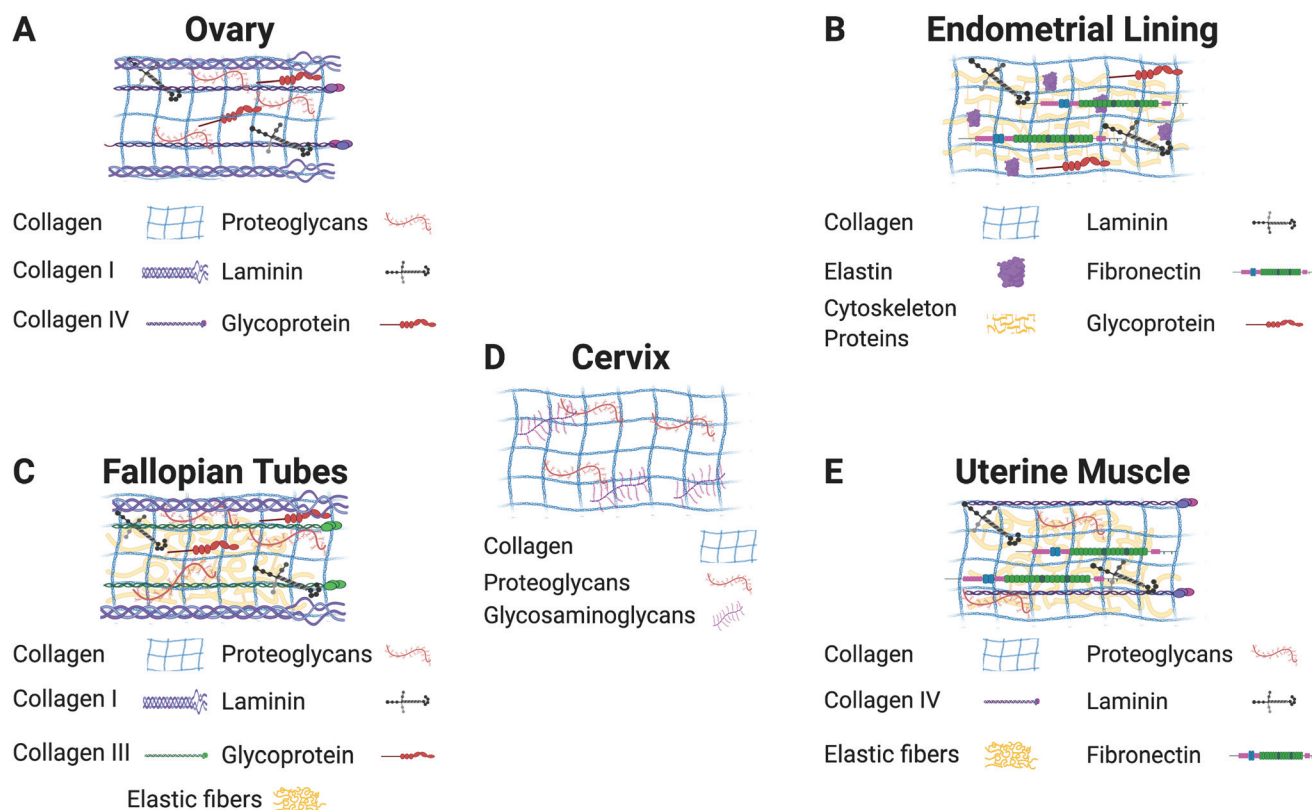 A Ovary
Collagen Proteoglycans
Collagen I Laminin
Collagen IV Glycoprotein
B Endometrial Lining
Collagen Laminin
Elastin Fibronectin
Cytoskeleton
Proteins Glycoprotein
C Fallopian Tubes
Collagen Proteoglycans
Collagen I Laminin
Collagen III Glycoprotein
Elastic fibers
D Cervix
Collagen
Proteoglycans
Glycosaminoglycans
E Uterine Muscle
Collagen Proteoglycans
Collagen IV Laminin
Elastic fibers Fibronectin